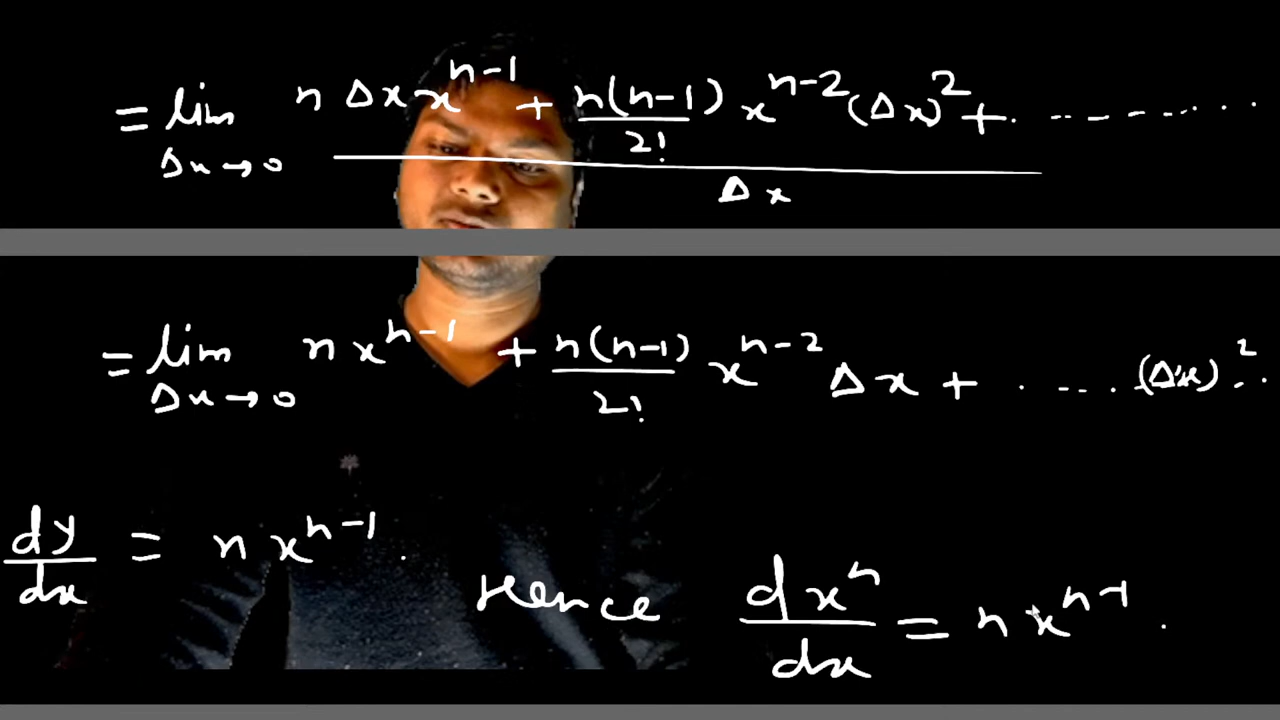 = lim Δx→0 (n Δx x^{n-1} + n(n-1)/2! x^{n-2} (Δx)^2 + ...........) / Δx
= lim Δx→0 n x^{n-1} + n(n-1)/2! x^{n-2} Δx + ...... (Δx)^2 ...
dy/dx = n x^{n-1} .
Hence dx^n/dx = n x^{n-1} .